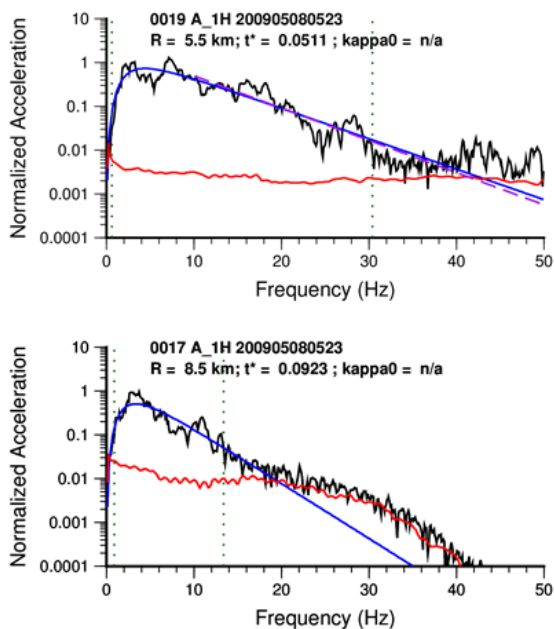 0019 A_1H 200905080523
R =  5.5 km; t* =  0.0511 ; kappa0 =  n/a
Normalized Acceleration
10
1
0.1
0.01
0.001
0.0001
0 10 20 30 40 50
Frequency (Hz)
0017 A_1H 200905080523
R =  8.5 km; t* =  0.0923 ; kappa0 =  n/a
Normalized Acceleration
10
1
0.1
0.01
0.001
0.0001
0 10 20 30 40 50
Frequency (Hz)